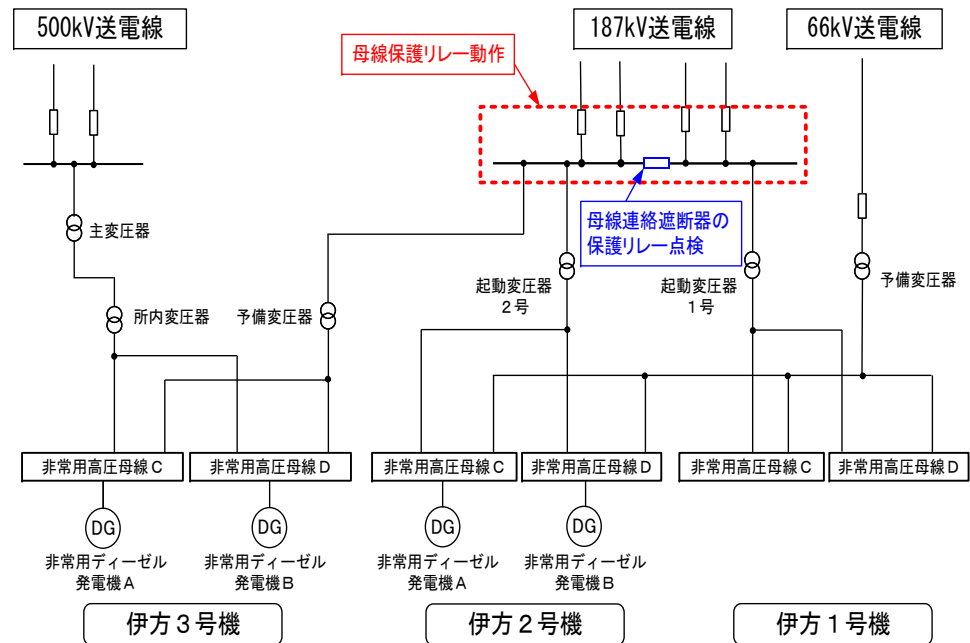 500kV送電線
187kV送電線
66kV送電線
母線保護リレー動作
母線連絡遮断器の
保護リレー点検
主変圧器
所内変圧器
予備変圧器
起動変圧器
2号
起動変圧器
1号
予備変圧器
非常用高圧母線C
非常用高圧母線D
非常用高圧母線C
非常用高圧母線D
非常用高圧母線C
非常用高圧母線D
DG
DG
DG
DG
非常用ディーゼル
発電機A
非常用ディーゼル
発電機B
非常用ディーゼル
発電機A
非常用ディーゼル
発電機B
伊方3号機
伊方2号機
伊方1号機